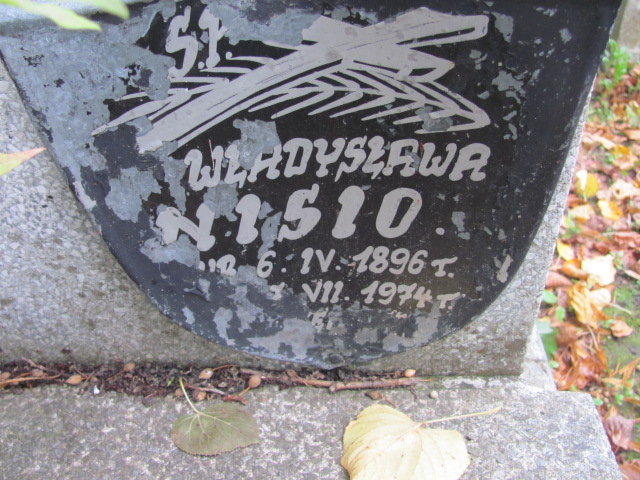 Ś.P.
WŁADYSŁAWA
NISIO
6. IV. 1896 r.
VII. 1974 r.